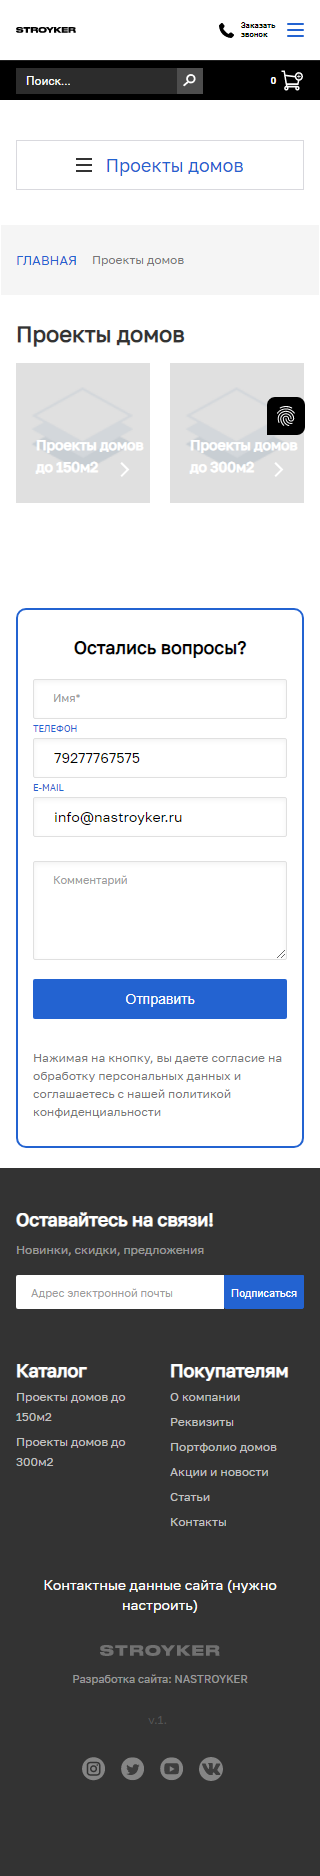 STROYKER
Заказать
звонок
Поиск...
0
Проекты домов
ГЛАВНАЯ Проекты домов
Проекты домов
Проекты домов
до 150м2
Проекты домов
до 300м2
Остались вопросы?
Имя*
ТЕЛЕФОН
79277767575
E-MAIL
info@nastroyker.ru
Комментарий
Отправить
Нажимая на кнопку, вы даете согласие на
обработку персональных данных и
соглашаетесь с нашей политикой
конфиденциальности
Оставайтесь на связи!
Новинки, скидки, предложения
Адрес электронной почты
Подписаться
Каталог
Проекты домов до
150м2
Проекты домов до
300м2
Покупателям
О компании
Реквизиты
Портфолио домов
Акции и новости
Статьи
Контакты
Контактные данные сайта (нужно
настроить)
STROYKER
Разработка сайта: NASTROYKER
v.1.